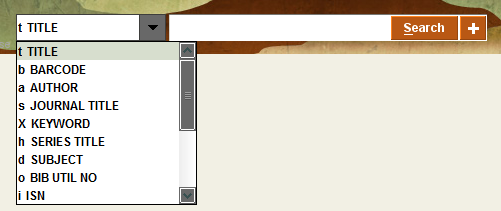 t TITLE
Search +
t TITLE
b BARCODE
a AUTHOR
s JOURNAL TITLE
X KEYWORD
h SERIES TITLE
d SUBJECT
o BIB UTIL NO
i ISN